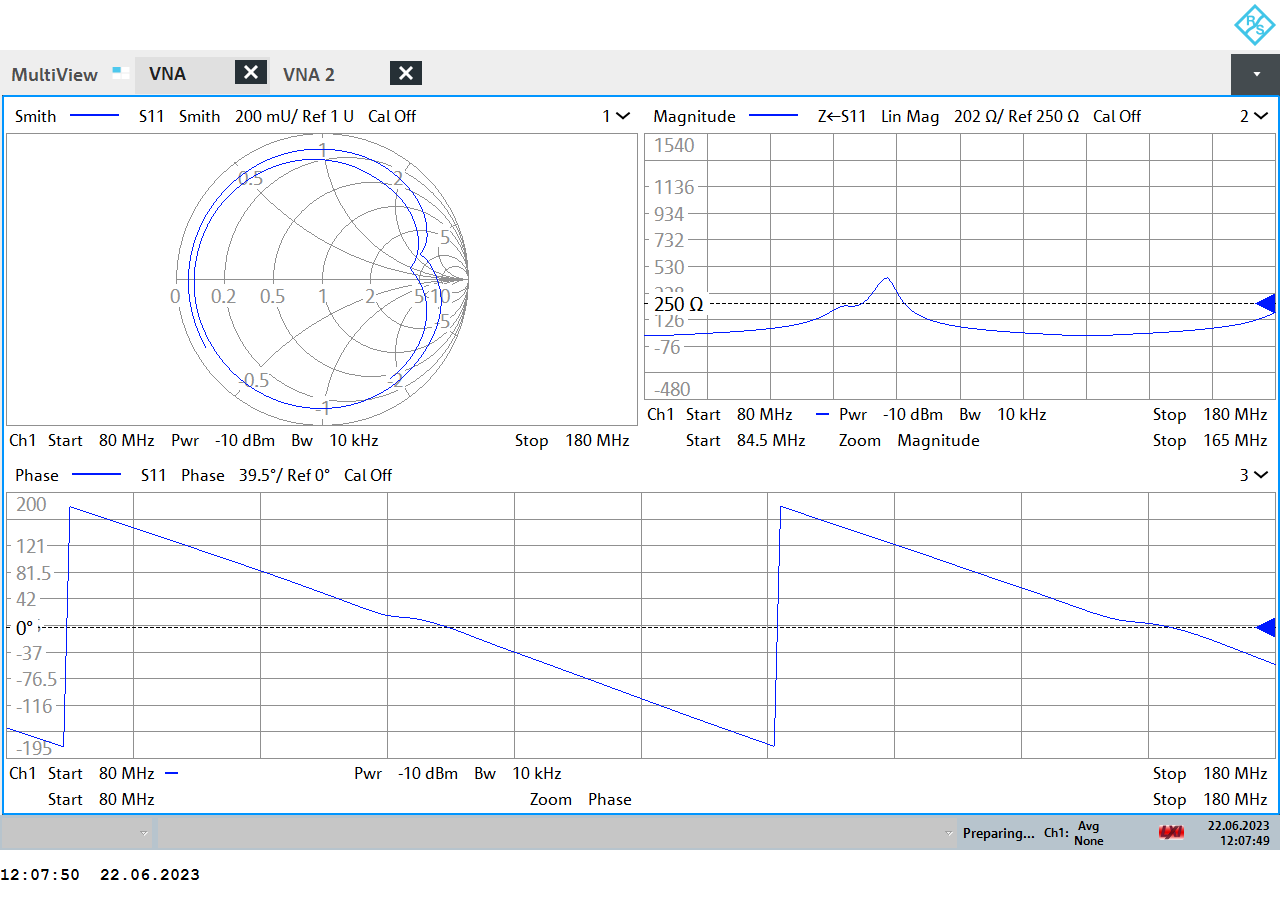 R S
MultiView VNA VNA 2
Smith S11 Smith 200 mU/ Ref 1 U Cal Off 1
1
0.5 2
5
0 0.2 0.5 1 2 5 10
-5
-0.5 -2
-1
Ch1 Start 80 MHz Pwr -10 dBm Bw 10 kHz Stop 180 MHz
Magnitude Z←S11 Lin Mag 202 Ω/ Ref 250 Ω Cal Off 2
1540
1136
934
732
530
328
250 Ω
126
-76
-480
Ch1 Start 80 MHz Pwr -10 dBm Bw 10 kHz Stop 180 MHz
Start 84.5 MHz Zoom Magnitude Stop 165 MHz
Phase S11 Phase 39.5°/ Ref 0° Cal Off 3
200
121
81.5
42
0°
-37
-76.5
-116
-195
Ch1 Start 80 MHz Pwr -10 dBm Bw 10 kHz Stop 180 MHz
Start 80 MHz Zoom Phase Stop 180 MHz
Preparing... Ch1: Avg None LXI 22.06.2023 12:07:49
12:07:50 22.06.2023